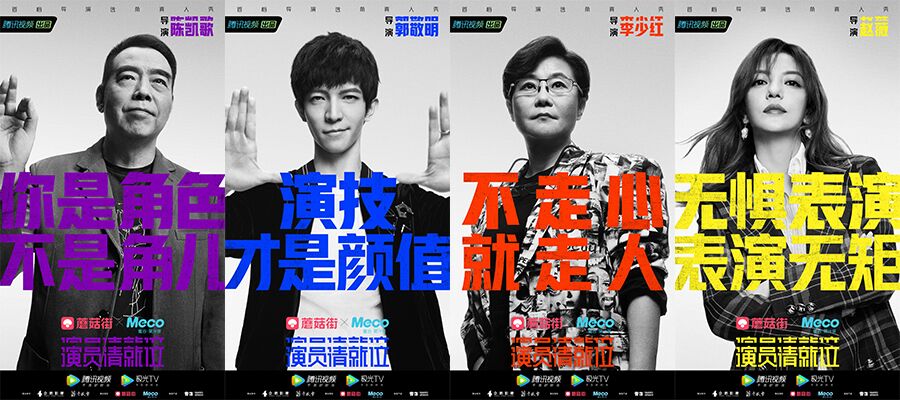 首档导演选角真人秀
腾讯视频 出品
导演 陈凯歌
你是角色
不是角儿
蘑菇街 × Meco
演员请就位
腾讯视频 极光TV
首档导演选角真人秀
腾讯视频 出品
导演 郭敬明
演技
才是颜值
蘑菇街 × Meco
演员请就位
腾讯视频 极光TV
首档导演选角真人秀
腾讯视频 出品
导演 李少红
不走心
就走人
蘑菇街 × Meco
演员请就位
腾讯视频 极光TV
首档导演选角真人秀
腾讯视频 出品
导演 赵薇
无惧表演
表演无矩
蘑菇街 × Meco
演员请就位
腾讯视频 极光TV